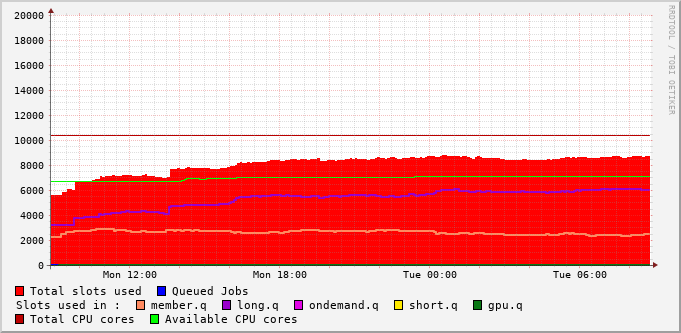 RRDTOOL / TOBI OETIKER
20000
18000
16000
14000
12000
10000
8000
6000
4000
2000
0
Mon 12:00 Mon 18:00 Tue 00:00 Tue 06:00
Total slots used Queued Jobs
Slots used in : member.q long.q ondemand.q short.q gpu.q
Total CPU cores Available CPU cores